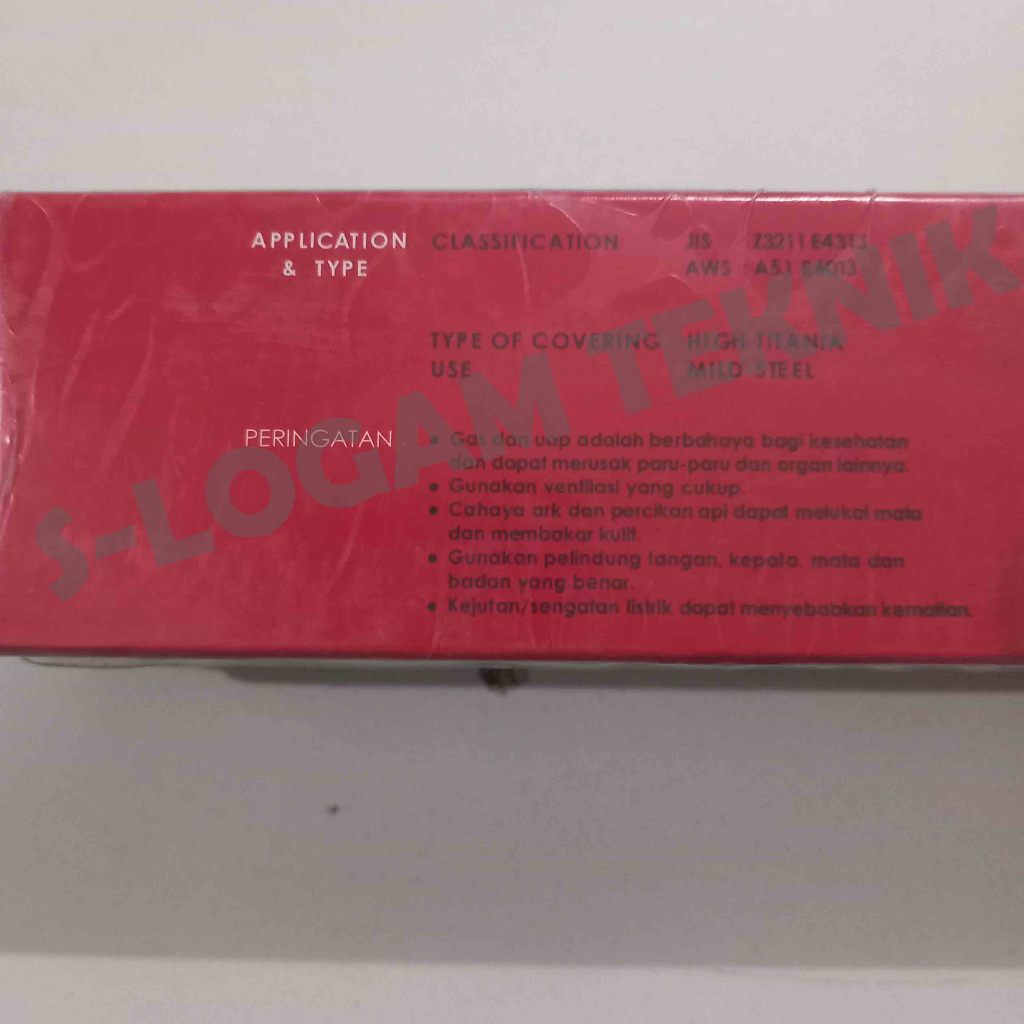 APPLICATION & TYPE
CLASSIFICATION JIS Z3211 E4313
AWS : A5.1 E6013
TYPE OF COVERING HIGH TITANIA
USE MILD STEEL
PERINGATAN
• Gas dan uap adalah berbahaya bagi kesehatan
dan dapat merusak paru-paru dan organ lainnya.
• Gunakan ventilasi yang cukup.
• Cahaya ark dan percikan api dapat melukai mata
dan membakar kulit.
• Gunakan pelindung tangan, kepala, mata dan
badan yang benar.
• Kejutan/sengatan listrik dapat menyebabkan kematian.
S-LOGAM TEKNIK